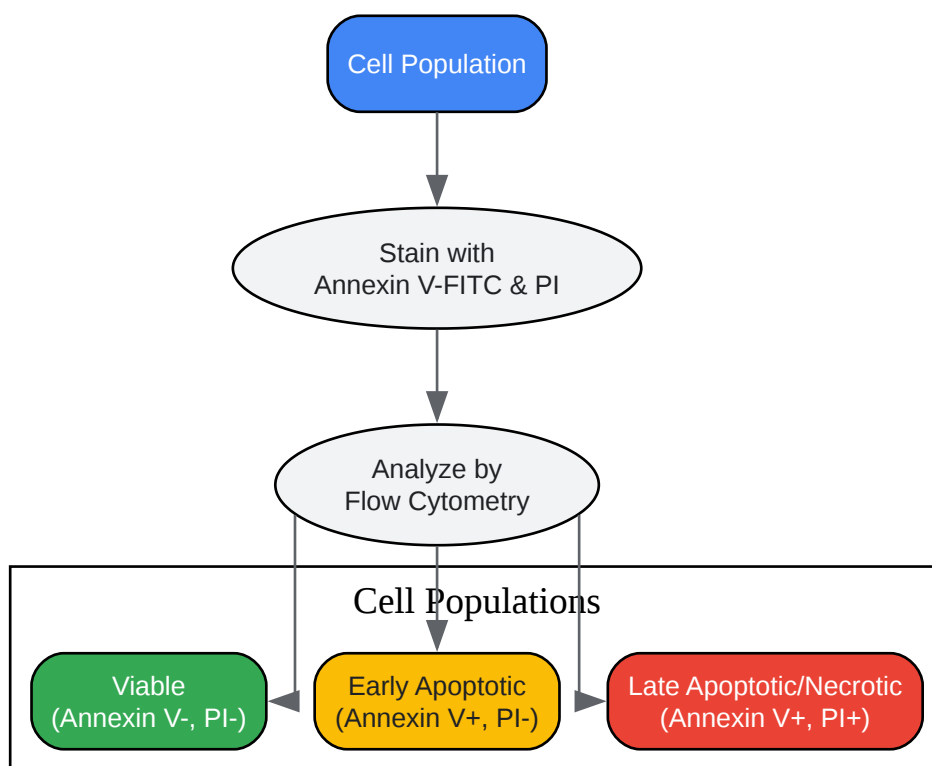 Cell Population
Stain with
Annexin V-FITC & PI
Analyze by
Flow Cytometry
Cell Populations
Viable
(Annexin V-, PI-)
Early Apoptotic
(Annexin V+, PI-)
Late Apoptotic/Necrotic
(Annexin V+, PI+)